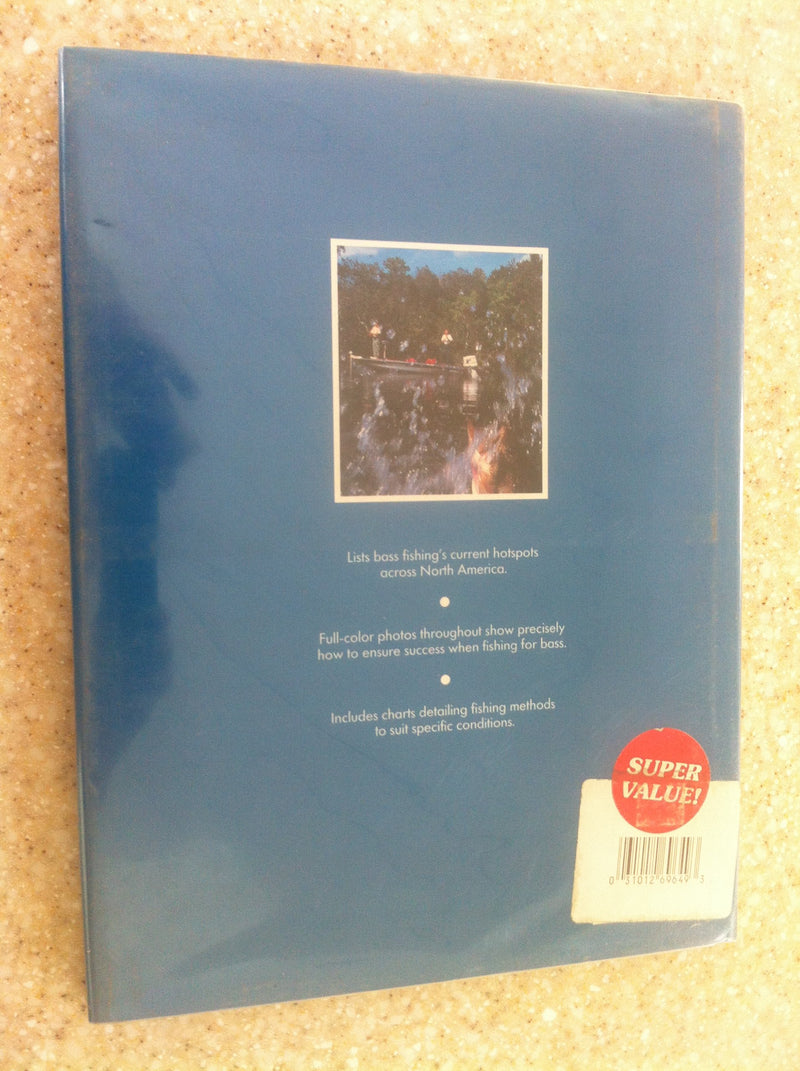 Lists bass fishing's current hotspots
across North America.
Full-color photos throughout show precisely
how to ensure success when fishing for bass.
Includes charts detailing fishing methods
to suit specific conditions.
SUPER
VALUE!
0 31012 69649 3